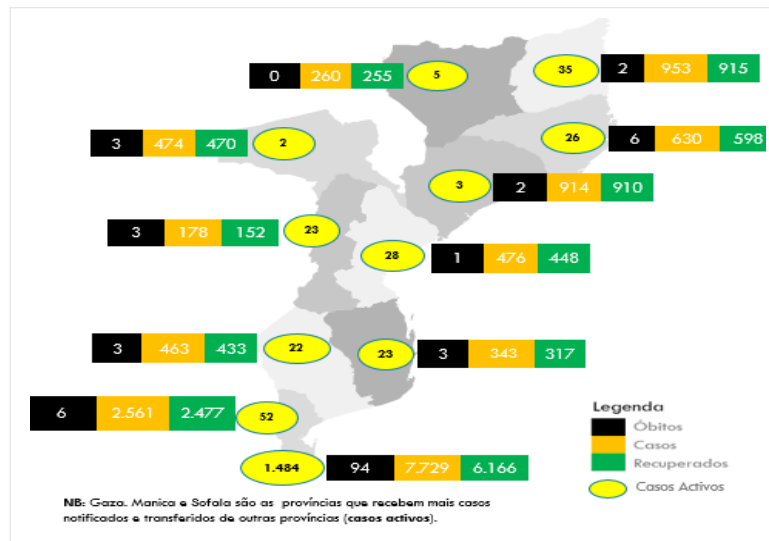 0 260 255 5
35 2 953 915
3 474 470 2
26 6 630 598
3 2 914 910
3 178 152 23
28 1 476 448
3 463 433 22
23 3 343 317
6 2.561 2.477 52
1.484 94 7.729 6.166
Legenda
Óbitos
Casos
Recuperados
Casos Activos
NB: Gaza. Manica e Sofala são as províncias que recebem mais casos
notificados e transferidos de outras províncias (casos activos).